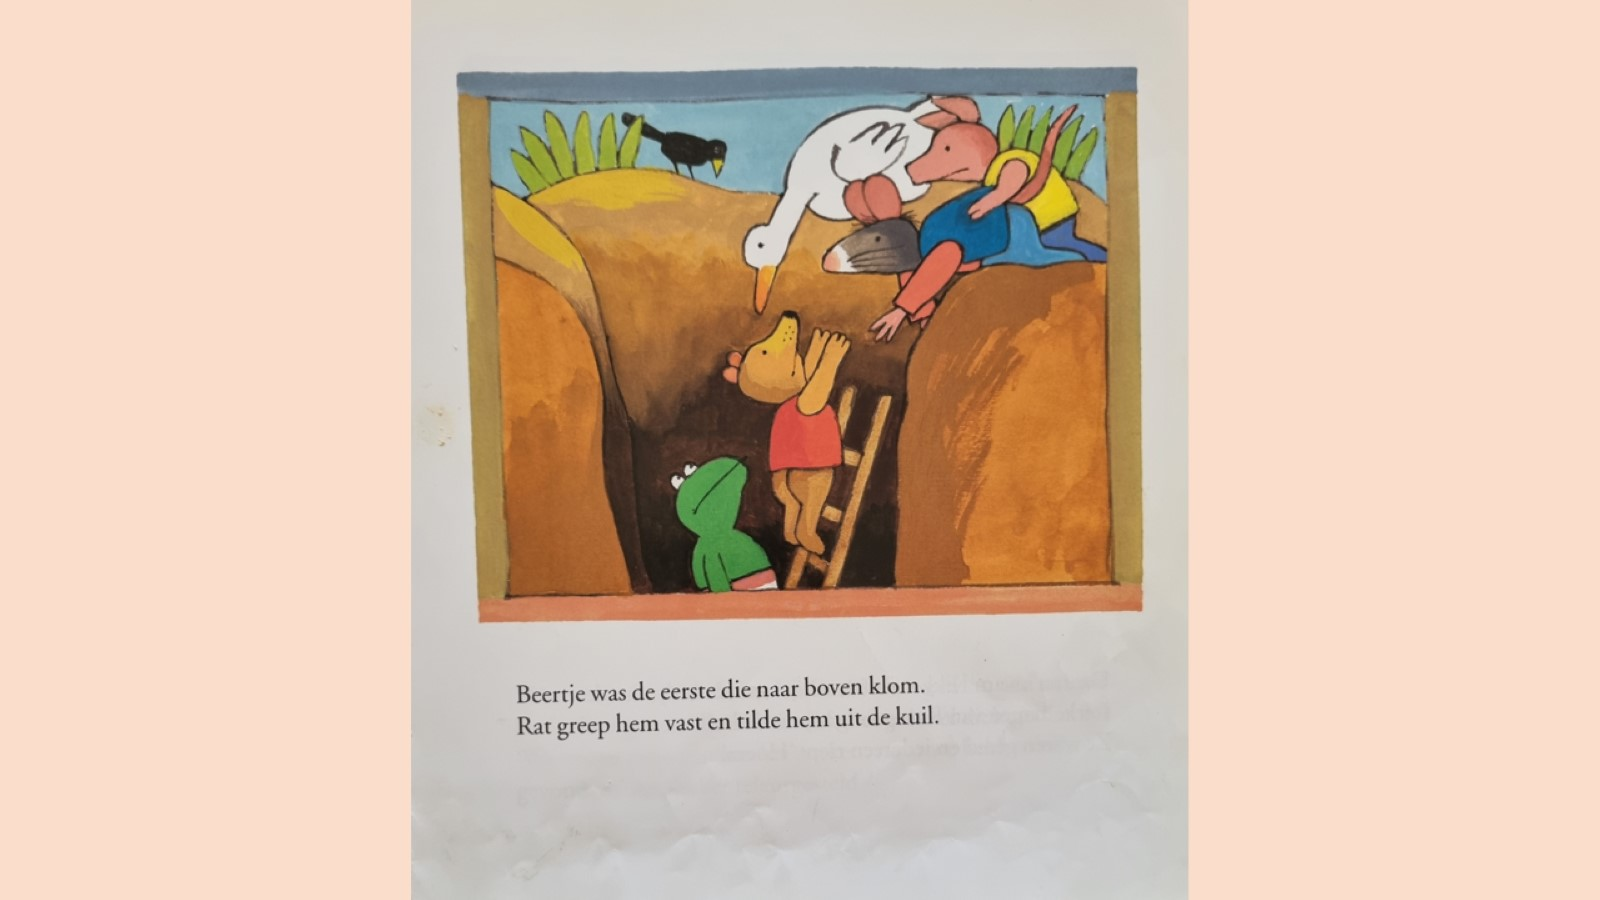 Beertje was de eerste die naar boven klom.
Rat greep hem vast en tilde hem uit de kuil.